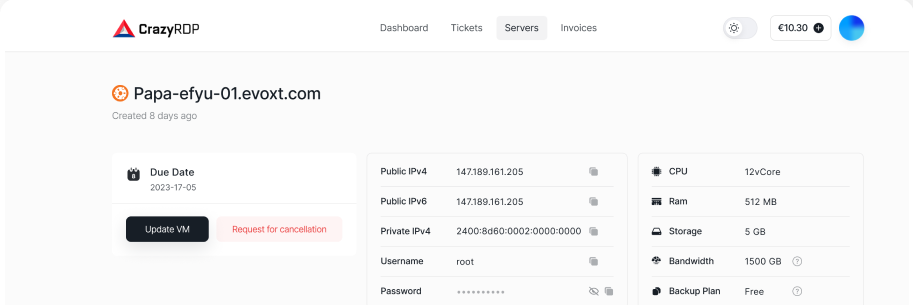 CrazyRDP
Dashboard Tickets Servers Invoices
€10.30
Papa-efyu-01.evoxt.com
Created 8 days ago
Due Date
2023-17-05
Update VM Request for cancellation
Public IPv4 147.189.161.205
Public IPv6 147.189.161.205
Private IPv4 2400:8d60:0002:0000:0000
Username root
Password ••••••••••
CPU 12vCore
Ram 512 MB
Storage 5 GB
Bandwidth 1500 GB
Backup Plan Free